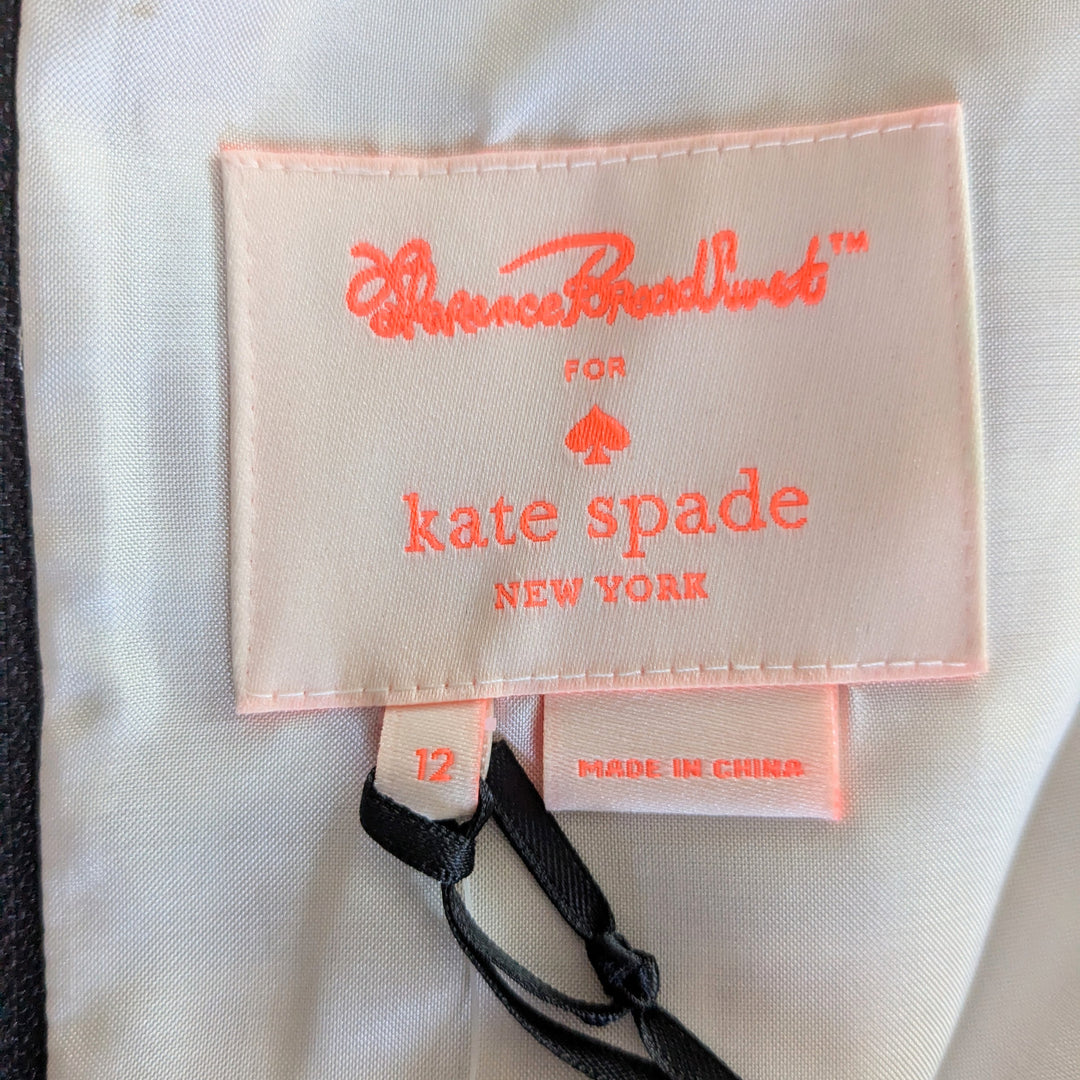 Florence Broadhurst™
FOR
kate spade
NEW YORK
12
MADE IN CHINA